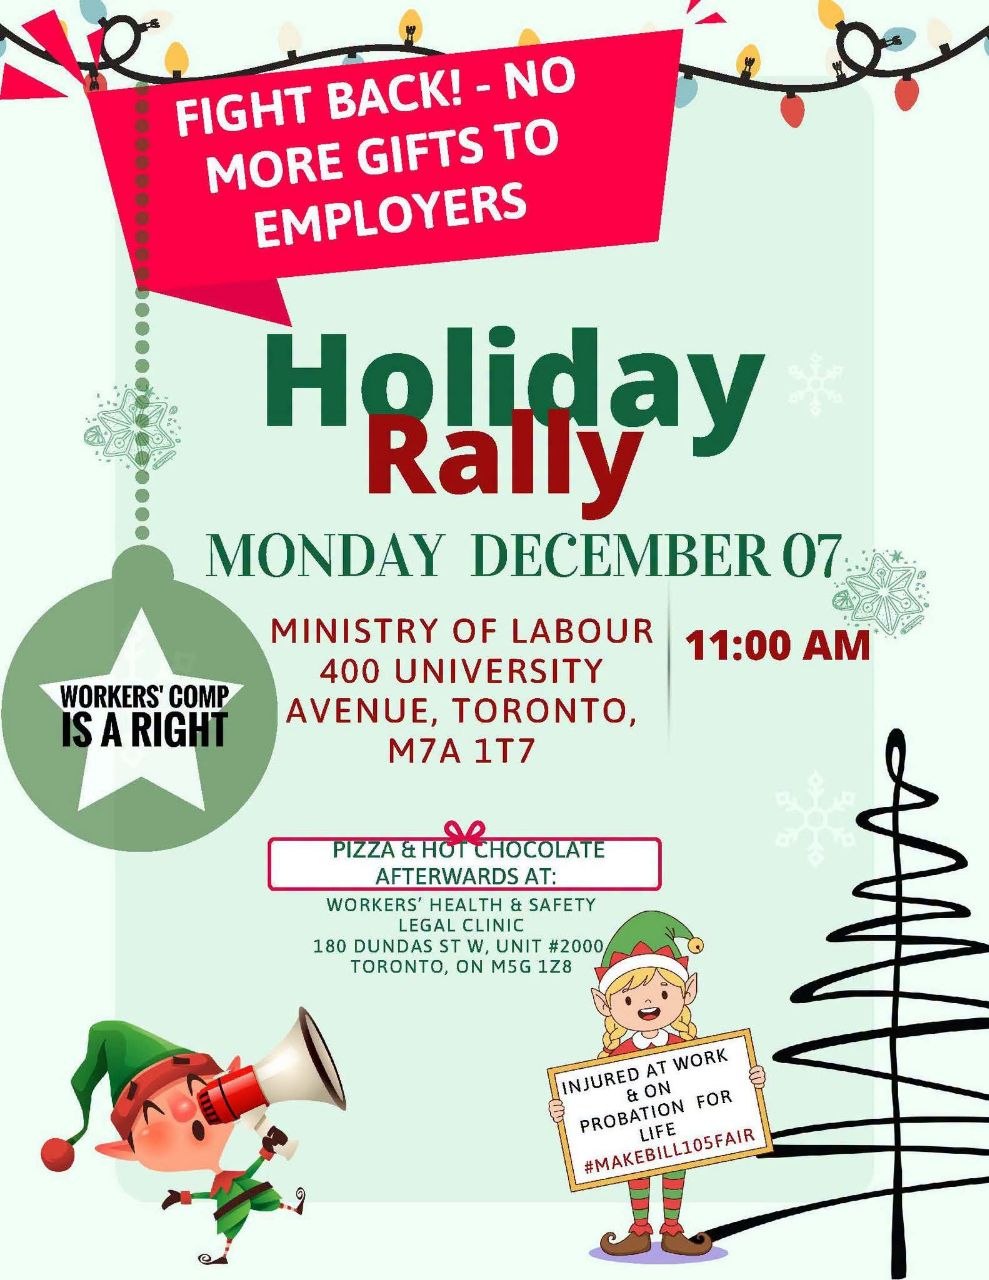 FIGHT BACK! - NO
MORE GIFTS TO
EMPLOYERS
Holiday
Rally
MONDAY DECEMBER 07
MINISTRY OF LABOUR
400 UNIVERSITY
AVENUE, TORONTO,
M7A 1T7
11:00 AM
WORKERS' COMP
IS A RIGHT
PIZZA & HOT CHOCOLATE
AFTERWARDS AT:
WORKERS' HEALTH & SAFETY
LEGAL CLINIC
180 DUNDAS ST W, UNIT #2000
TORONTO, ON M5G 1Z8
INJURED AT WORK
& ON
PROBATION FOR
LIFE
#MAKEBILL105FAIR